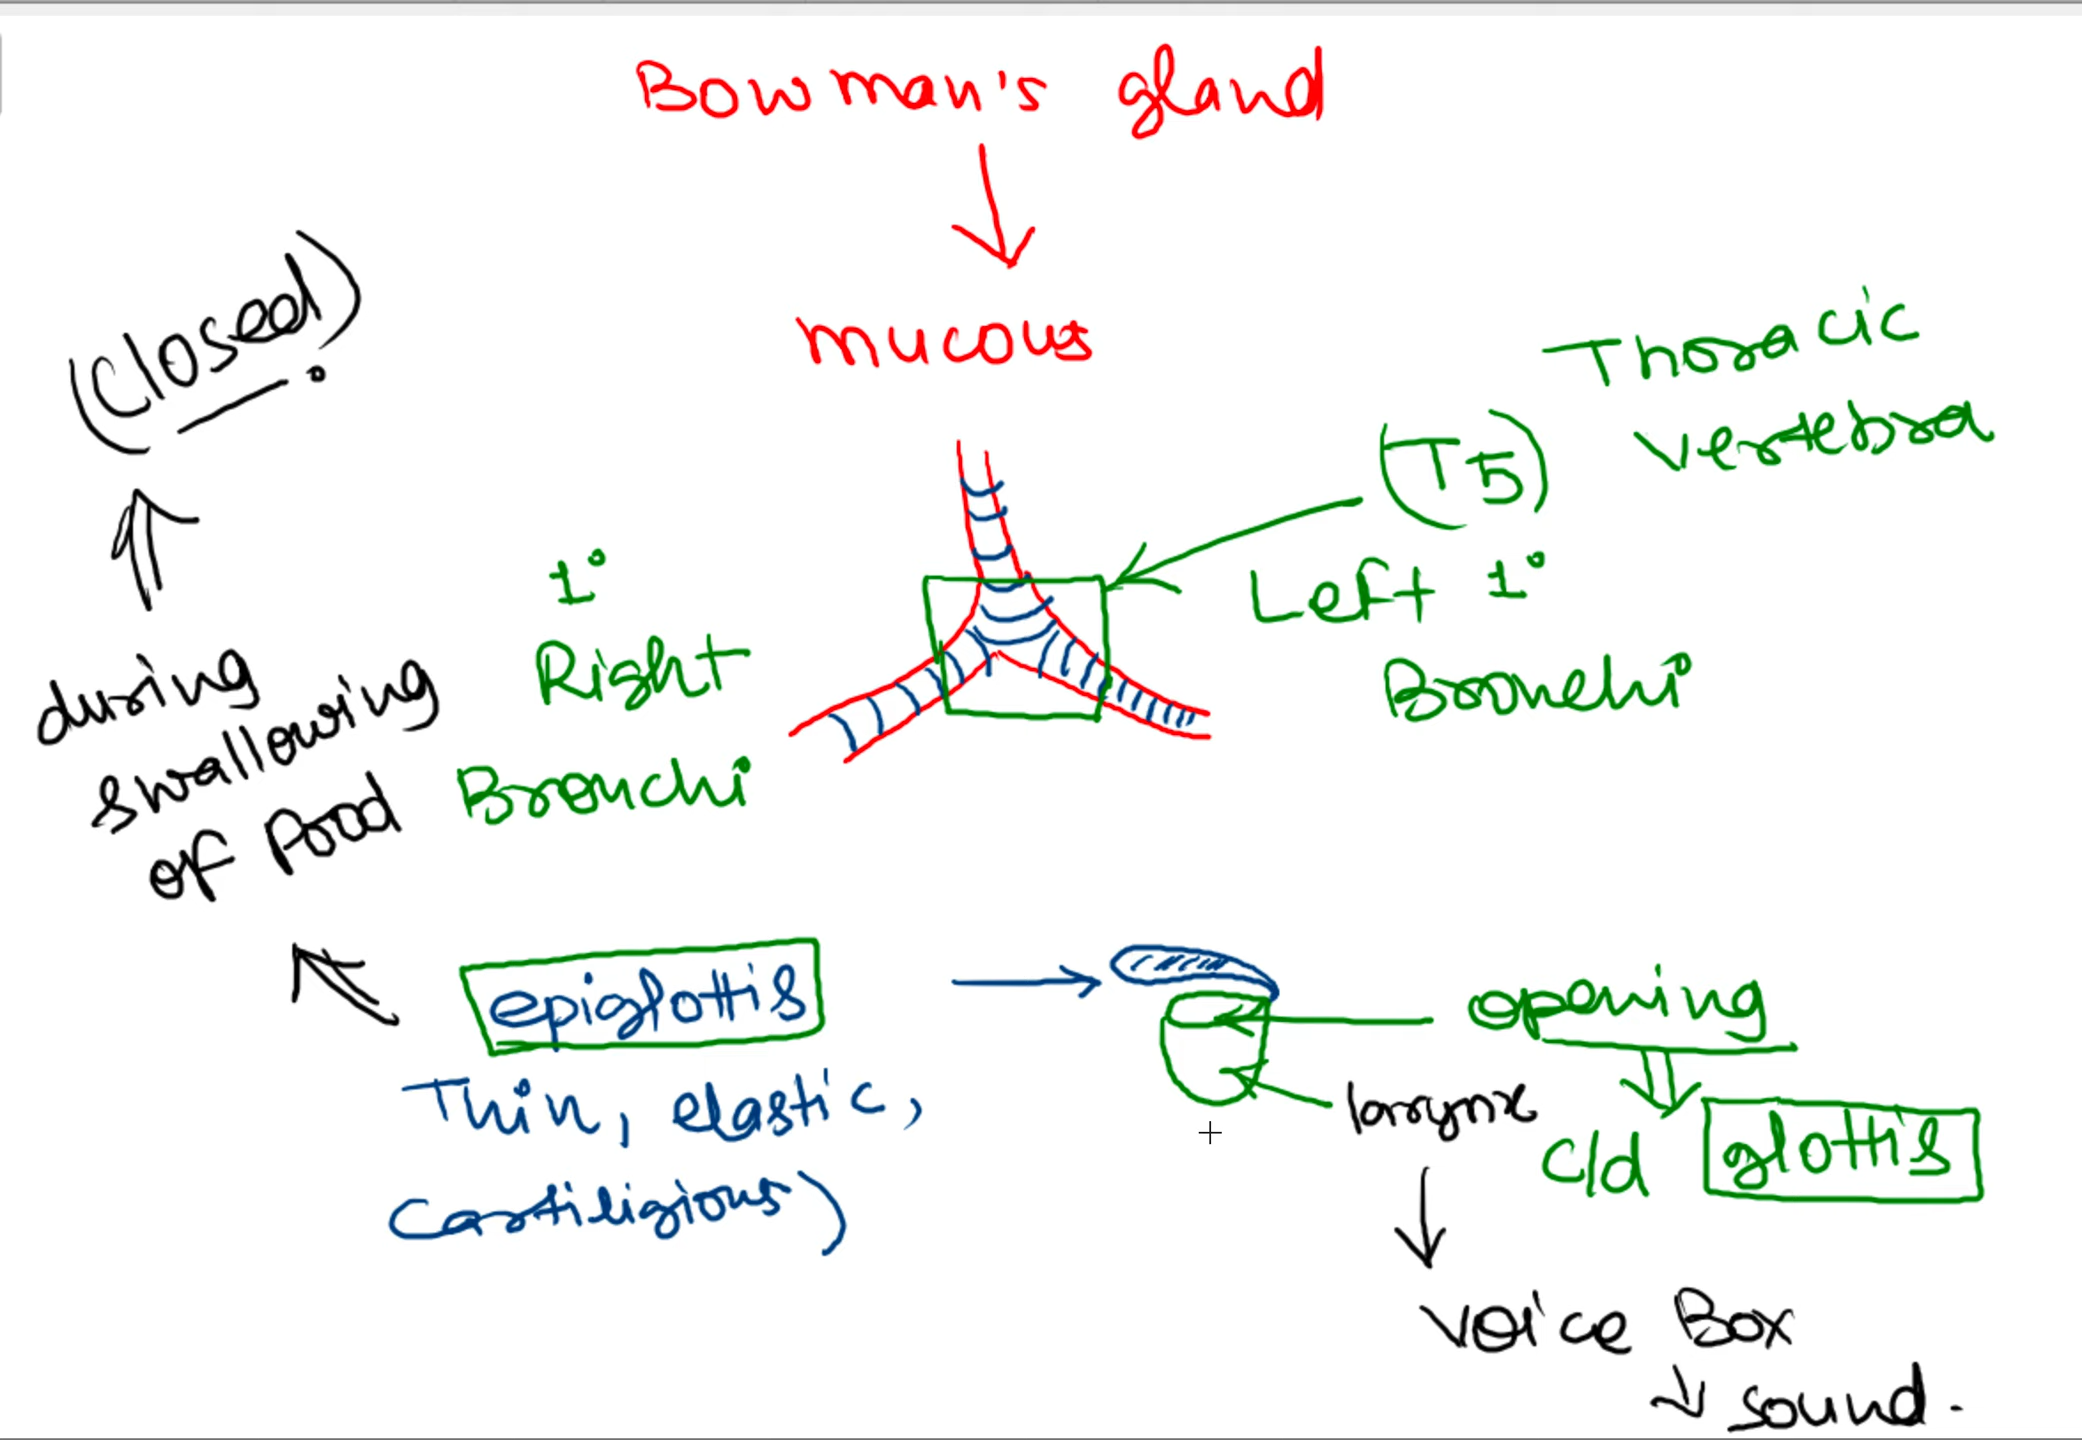 Bowman's gland
mucous
(Closed)
Thoracic
vertebra
(T5)
1°
Right
Bronchi
Left 1°
Bronchi
during
swallowing
of food
epiglottis
Thin, elastic,
Cartiligious)
opening
larynx
c/d glottis
voice Box
sound.